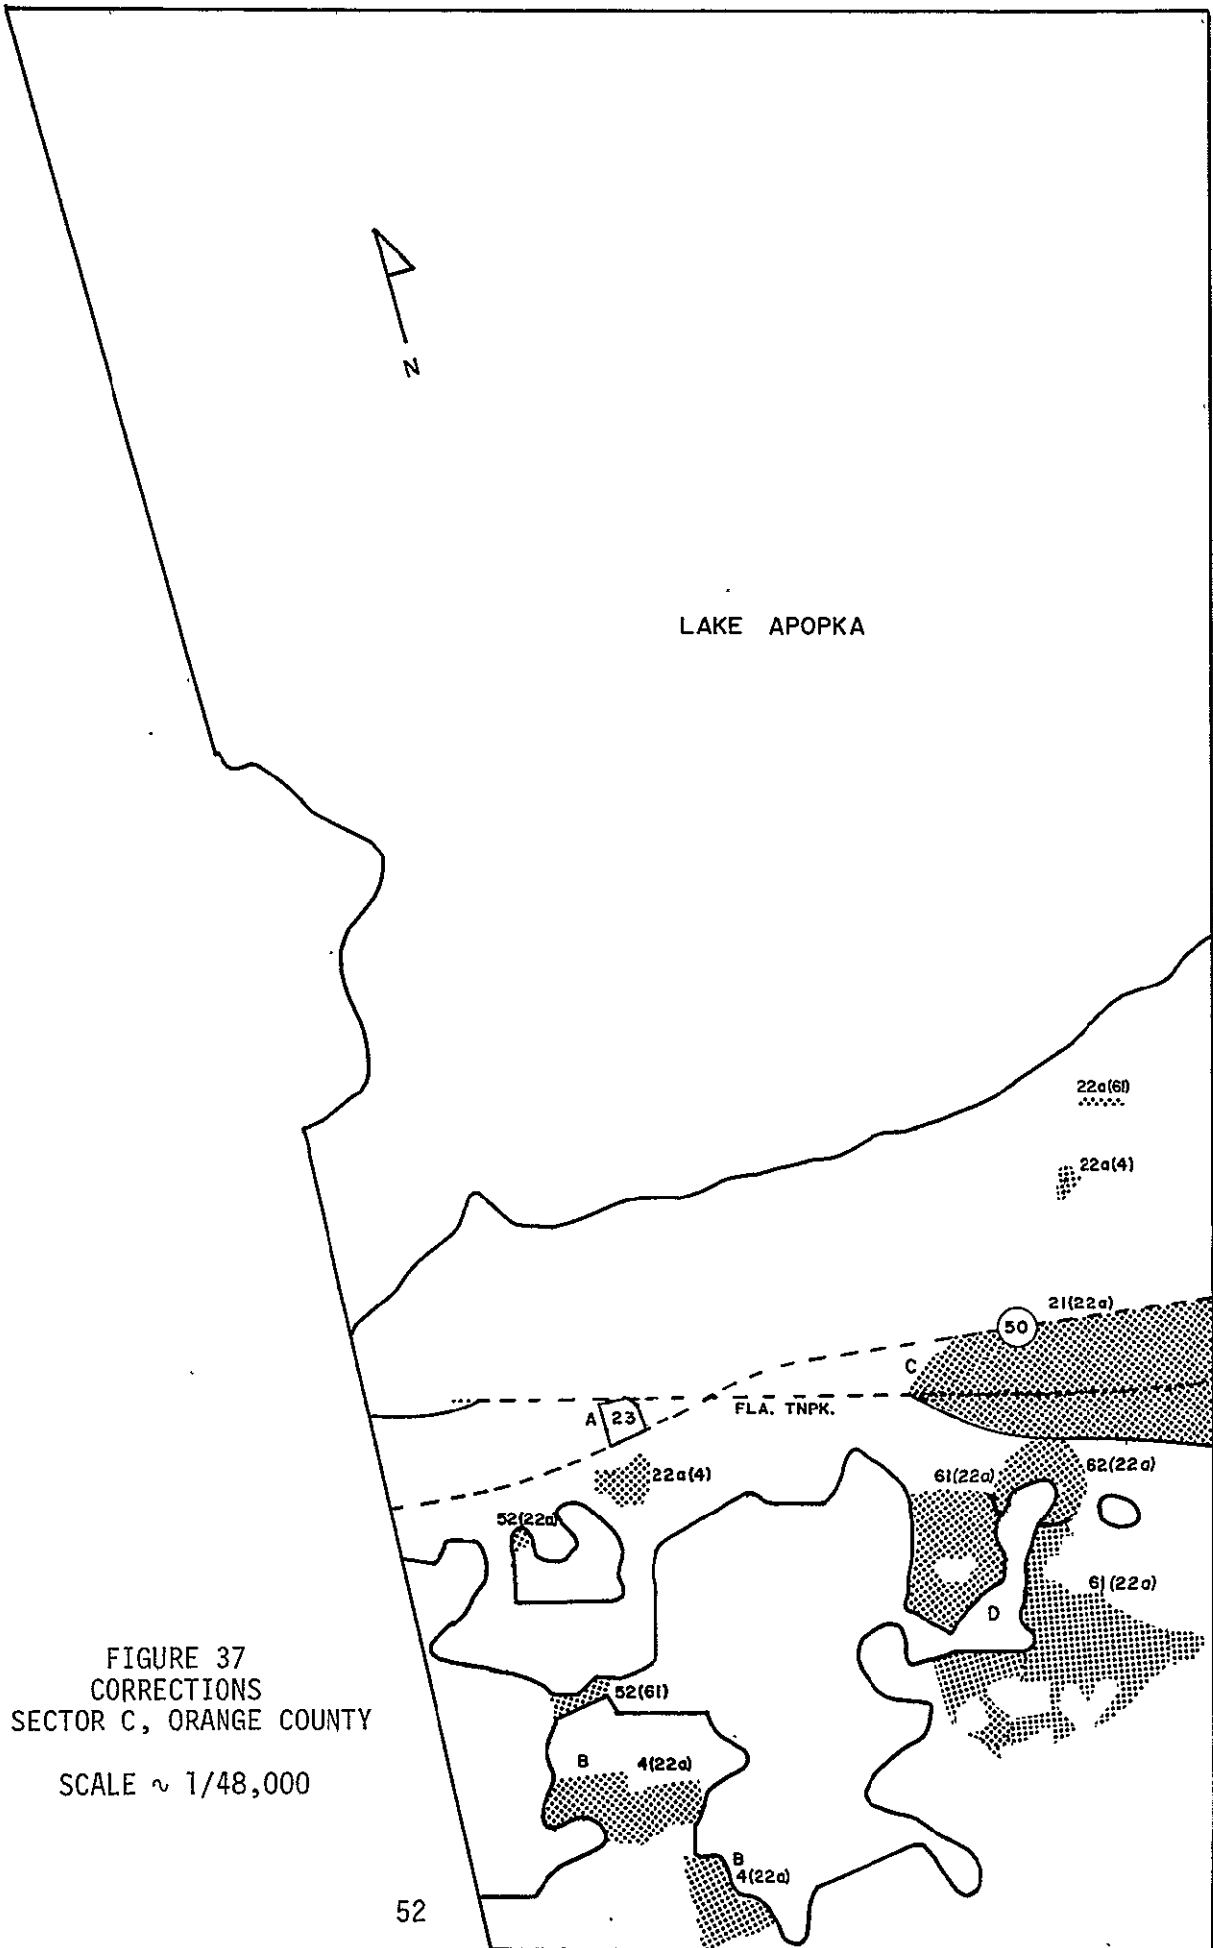 N
LAKE APOPKA
22a(61)
22a(4)
21(22a)
50
C
A
23
FLA. TNPK.
22a(4)
61(22a)
62(22a)
52(22a)
61(22a)
D
FIGURE 37
CORRECTIONS
SECTOR C, ORANGE COUNTY
SCALE ~ 1/48,000
52(61)
B
4(22a)
B
4(22a)
52